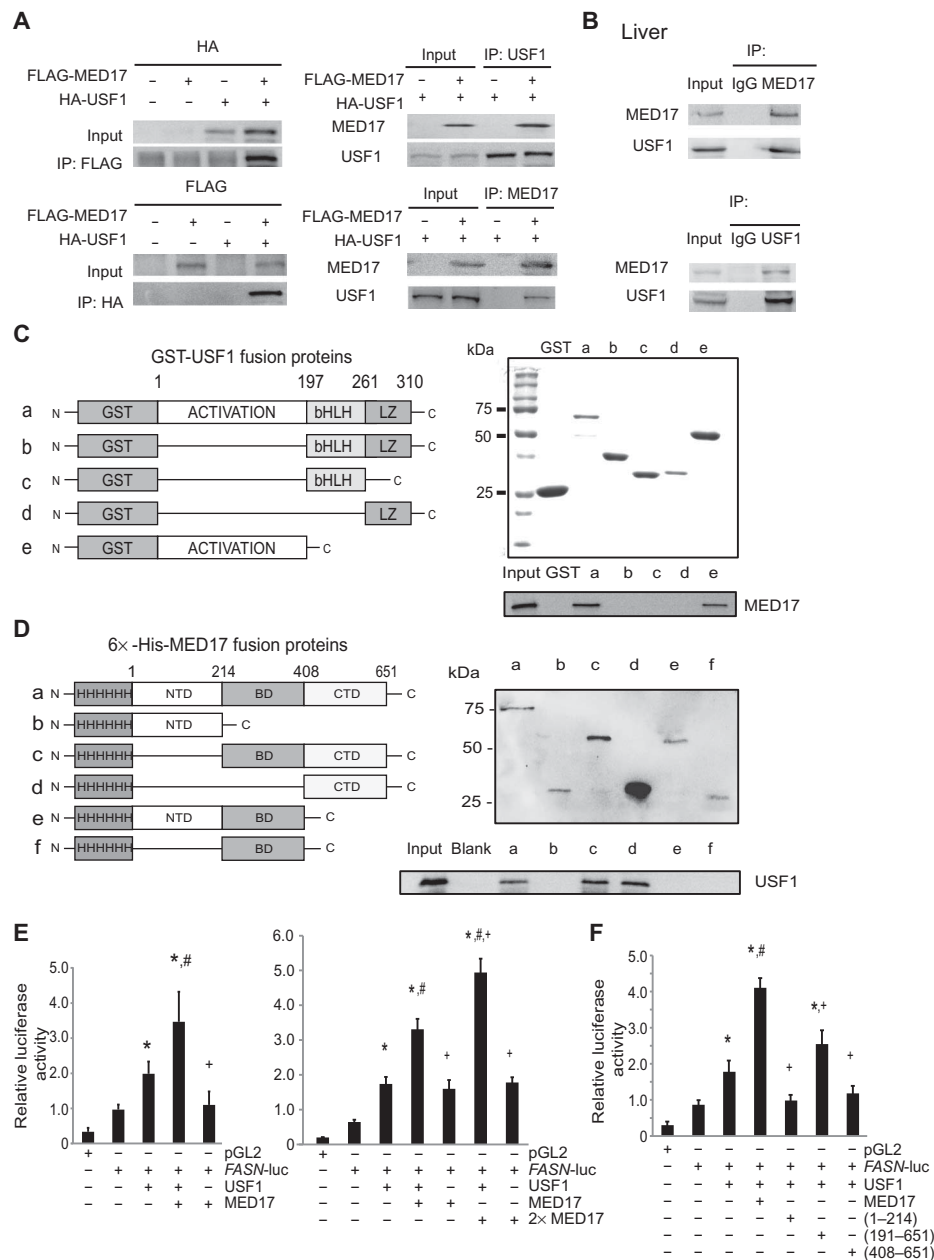 A
HA
FLAG-MED17 – + – +
HA-USF1 – – + +
Input
IP: FLAG
FLAG
FLAG-MED17 – + – +
HA-USF1 – – + +
Input
IP: HA
Input IP: USF1
FLAG-MED17 – + – +
HA-USF1 + + + +
MED17
USF1
Input IP: MED17
FLAG-MED17 – + – +
HA-USF1 + + + +
MED17
USF1
B
Liver
IP:
Input IgG MED17
MED17
USF1
IP:
Input IgG USF1
MED17
USF1
C
GST-USF1 fusion proteins
1 197 261 310
a N GST ACTIVATION bHLH LZ C
b N GST bHLH LZ C
c N GST bHLH C
d N GST LZ C
e N GST ACTIVATION C
kDa GST a b c d e
75
50
25
Input GST a b c d e
MED17
D
6× -His-MED17 fusion proteins
1 214 408 651
a N HHHHHH NTD BD CTD C
b N HHHHHH NTD C
c N HHHHHH BD CTD C
d N HHHHHH CTD C
e N HHHHHH NTD BD C
f N HHHHHH BD C
kDa a b c d e f
75 -
50 -
25 -
Input Blank a b c d e f
USF1
E
Relative luciferase activity
5.0
4.0
3.0
2.0
1.0
0
* *,# +
+ – – – – pGL2
– + + + + FASN-luc
– – + + – USF1
– – – + + MED17
6.0
5.0
4.0
3.0
2.0
1.0
0
* *,# + *,#,+ +
+ – – – – – – pGL2
– + + + + + + FASN-luc
– – + + – + – USF1
– – – + + – – MED17
– – – – – + + 2× MED17
F
Relative luciferase activity
5.0
4.0
3.0
2.0
1.0
0
* *,# + *,+ +
+ – – – – – – pGL2
– + + + + + + FASN-luc
– – + + + + + USF1
– – – + – – – MED17
– – – – + – – (1–214)
– – – – – + – (191–651)
– – – – – – + (408–651)